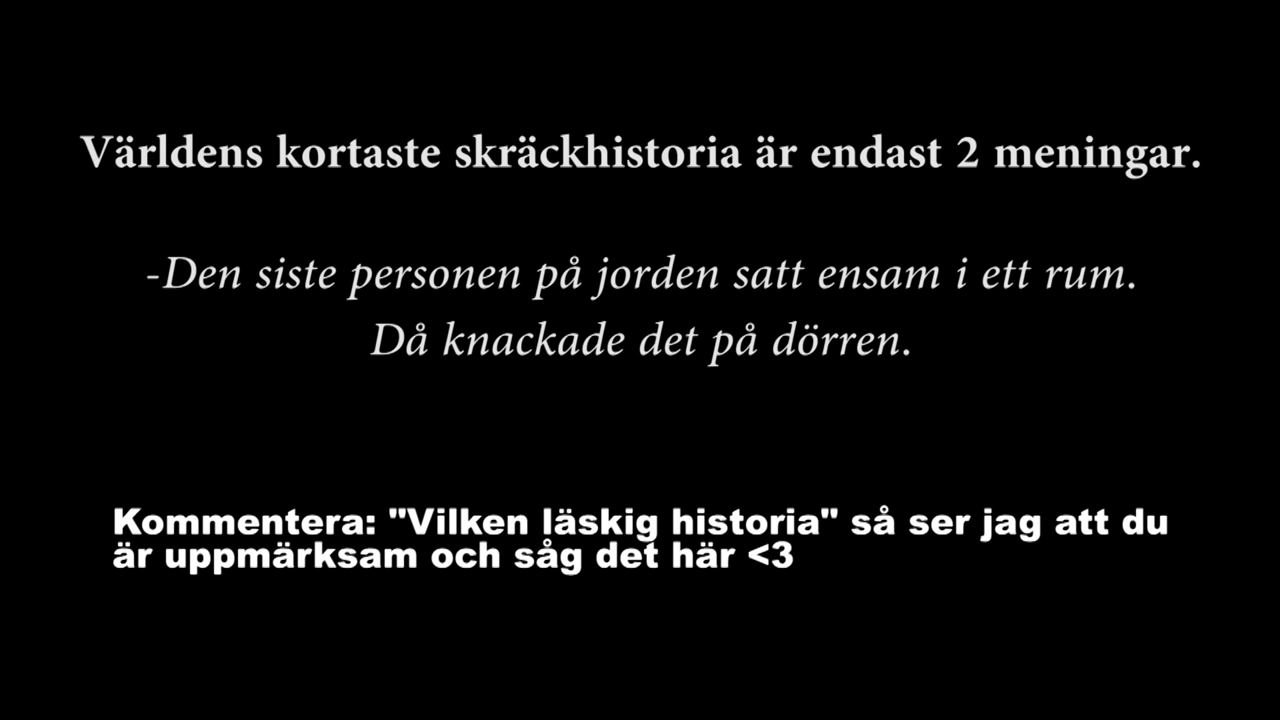 Världens kortaste skräckhistoria är endast 2 meningar.
-Den siste personen på jorden satt ensam i ett rum.
Då knackade det på dörren.
Kommentera: "Vilken läskig historia" så ser jag att du
är uppmärksam och såg det här <3